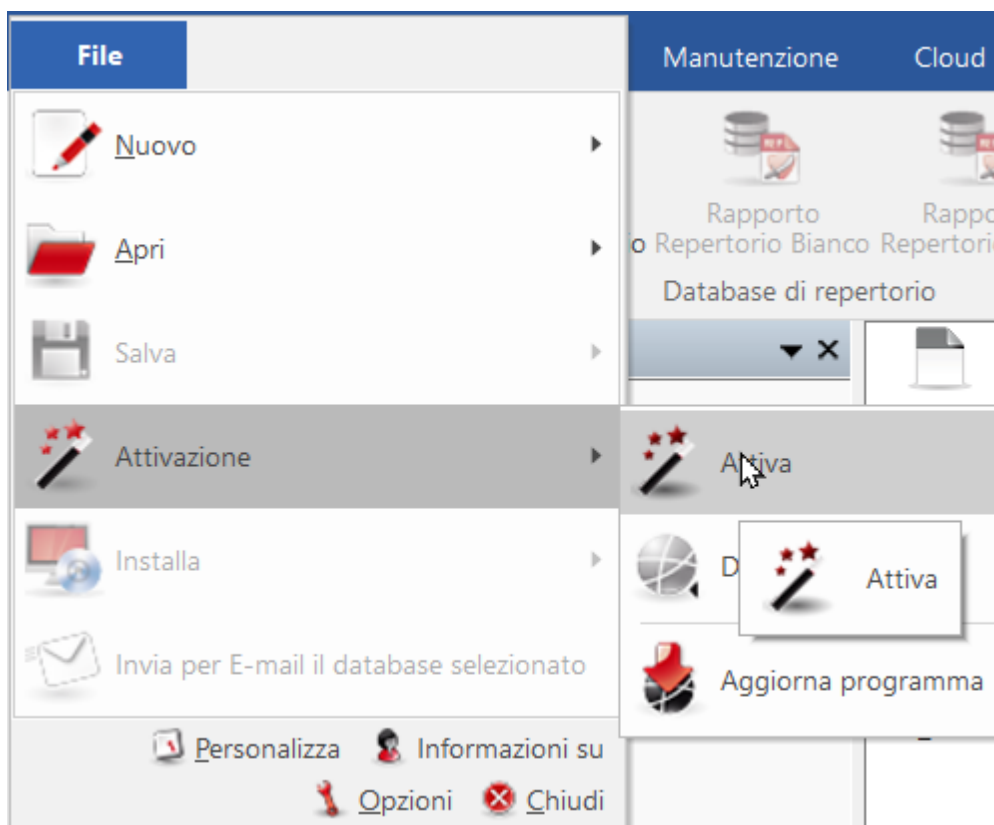 File
Manutenzione
Cloud
Nuovo
Rapporto
Repertorio Bianco
Apri
Database di repertorio
Salva
Attivazione
Attiva
Installa
Attiva
Invia per E-mail il database selezionato
Aggiorna programma
Personalizza
Informazioni su
Opzioni
Chiudi